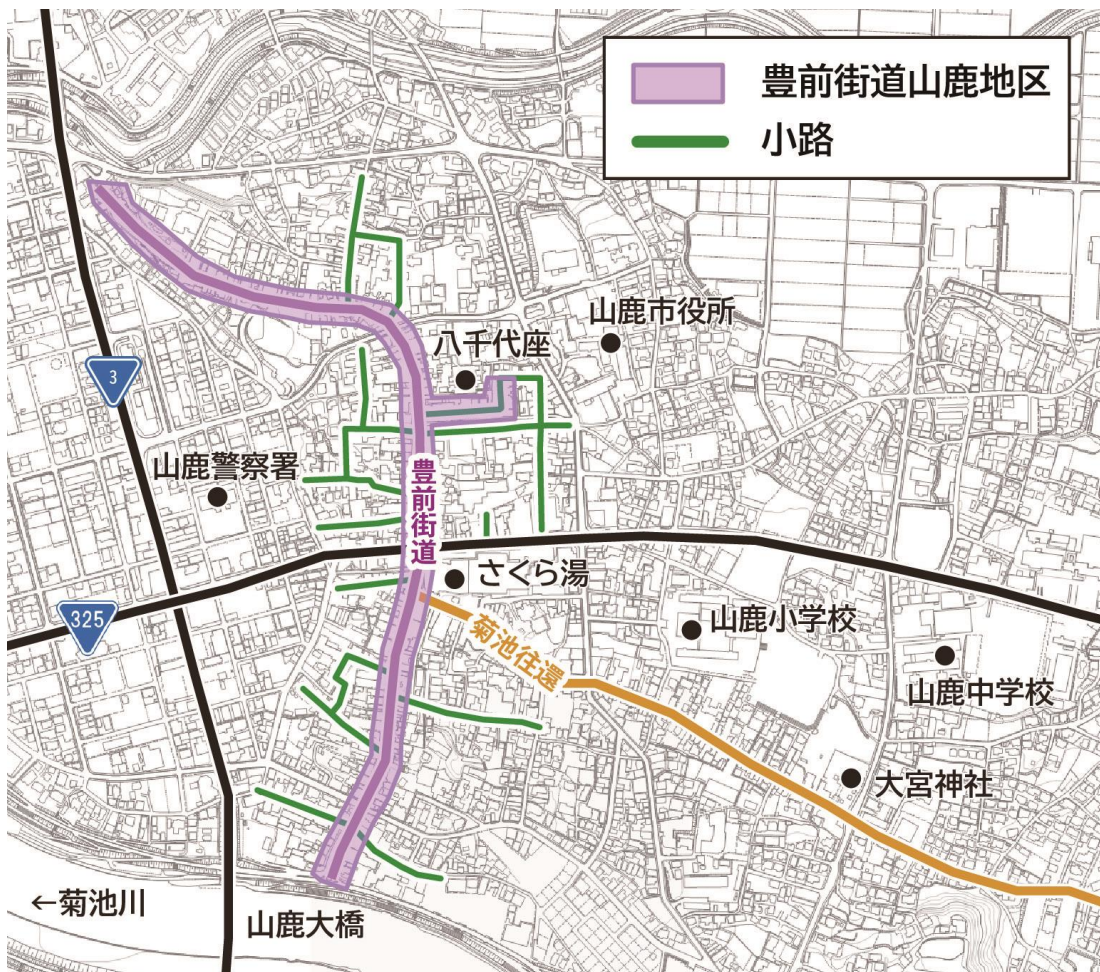 豊前街道山鹿地区
小路
山鹿市役所
八千代座
3
山鹿警察署
豊前街道
さくら湯
325
菊池往還
山鹿小学校
山鹿中学校
大宮神社
←菊池川
山鹿大橋